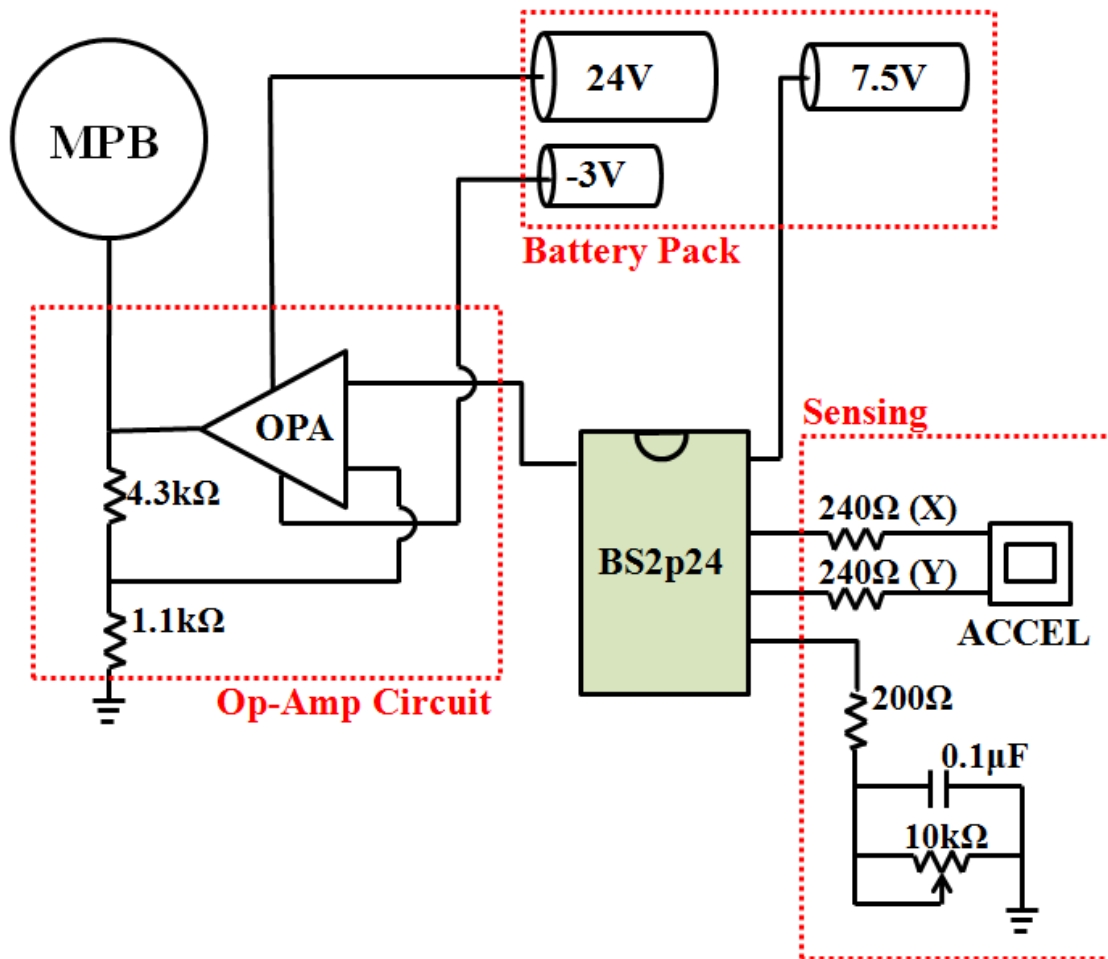 24V
7.5V
MPB
-3V
Battery Pack
OPA
Sensing
4.3kΩ
240Ω (X)
BS2p24
240Ω (Y)
1.1kΩ
ACCEL
Op-Amp Circuit
200Ω
0.1µF
10kΩ